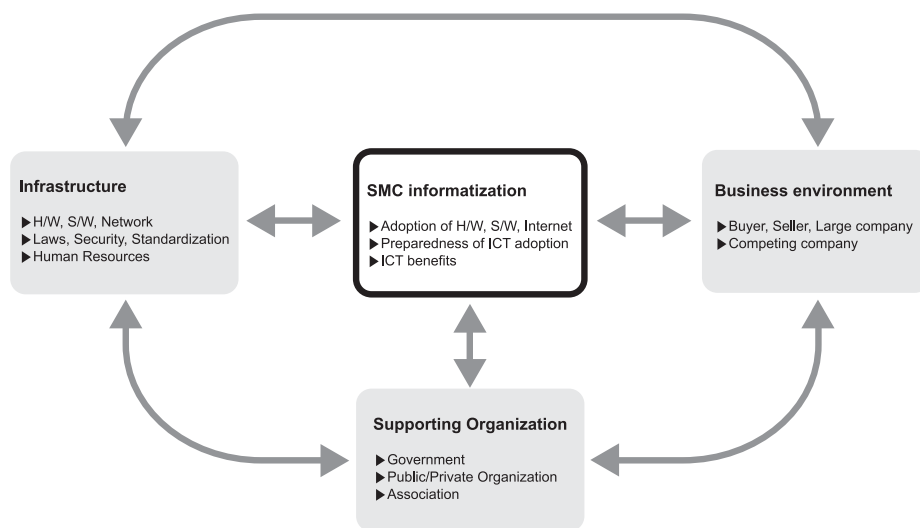 Infrastructure
▶H/W, S/W, Network
▶Laws, Security, Standardization
▶Human Resources
SMC informatization
▶Adoption of H/W, S/W, Internet
▶Preparedness of ICT adoption
▶ICT benefits
Business environment
▶Buyer, Seller, Large company
▶Competing company
Supporting Organization
▶Government
▶Public/Private Organization
▶Association